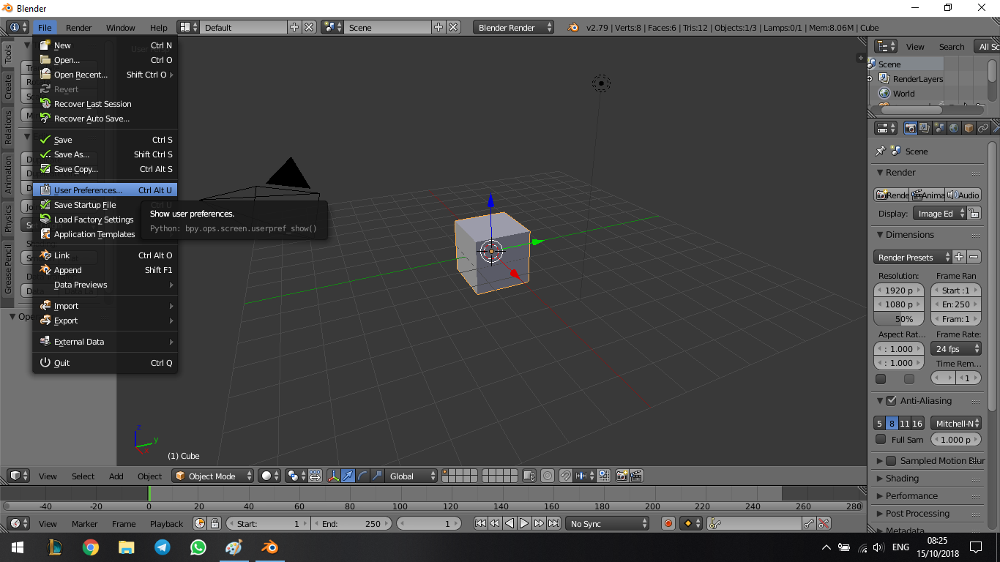 Blender
File Render Window Help Default Scene Blender Render v2.79 | Verts:8 | Faces:6 | Tris:12 | Objects:1/3 | Lamps:0/1 | Mem:8.06M | Cube
New Ctrl N
Open... Ctrl O
Open Recent... Shift Ctrl O
Revert
Recover Last Session
Recover Auto Save...
Save Ctrl S
Save As... Shift Ctrl S
Save Copy... Ctrl Alt S
User Preferences... Ctrl Alt U
Save Startup File Ctrl U
Load Factory Settings
Application Templates
Link Ctrl Alt O
Append Shift F1
Data Previews
Import
Export
External Data
Quit Ctrl Q
Show user preferences.
Python: bpy.ops.screen.userpref_show()
Tools
Create
Relations
Animation
Physics
Grease Pencil
z
y
x
(1) Cube
View Search All Sc
Scene
RenderLayers
World
Scene
Render
Rende Anima Audio
Display: Image Ed
Dimensions
Render Presets
Resolution: Frame Ran
1920 p Start :1
1080 p En: 250
50% Fram: 1
Aspect Rat... Frame Rate:
: 1.000 24 fps
: 1.000 Time Rem...
1
Anti-Aliasing
5 8 11 16 Mitchell-N
Full Sam 1.000 p
Sampled Motion Blur
Shading
Performance
Post Processing
Metadata
View Select Add Object Object Mode Global
-40 -20 0 20 40 60 80 100 120 140 160 180 200 220 240 260 280
View Marker Frame Playback Start: 1 End: 250 1 No Sync
ENG 08:25
15/10/2018